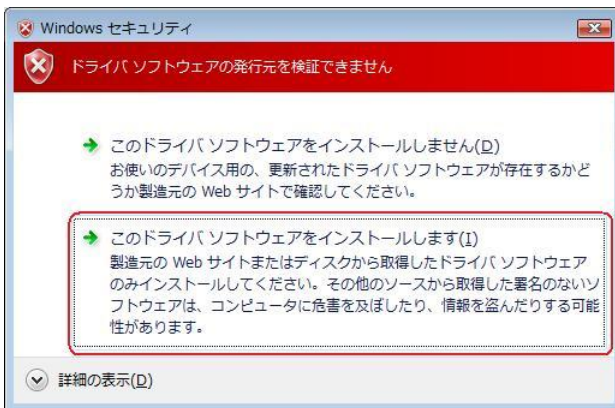 Windows セキュリティ
ドライバ ソフトウェアの発行元を検証できません
このドライバ ソフトウェアをインストールしません(D)
お使いのデバイス用の、更新されたドライバ ソフトウェアが存在するかど
うか製造元の Web サイトで確認してください。
このドライバ ソフトウェアをインストールします(I)
製造元の Web サイトまたはディスクから取得したドライバ ソフトウェア
のみインストールしてください。その他のソースから取得した署名のないソ
フトウェアは、コンピュータに危害を及ぼしたり、情報を盗んだりする可能
性があります。
詳細の表示(D)